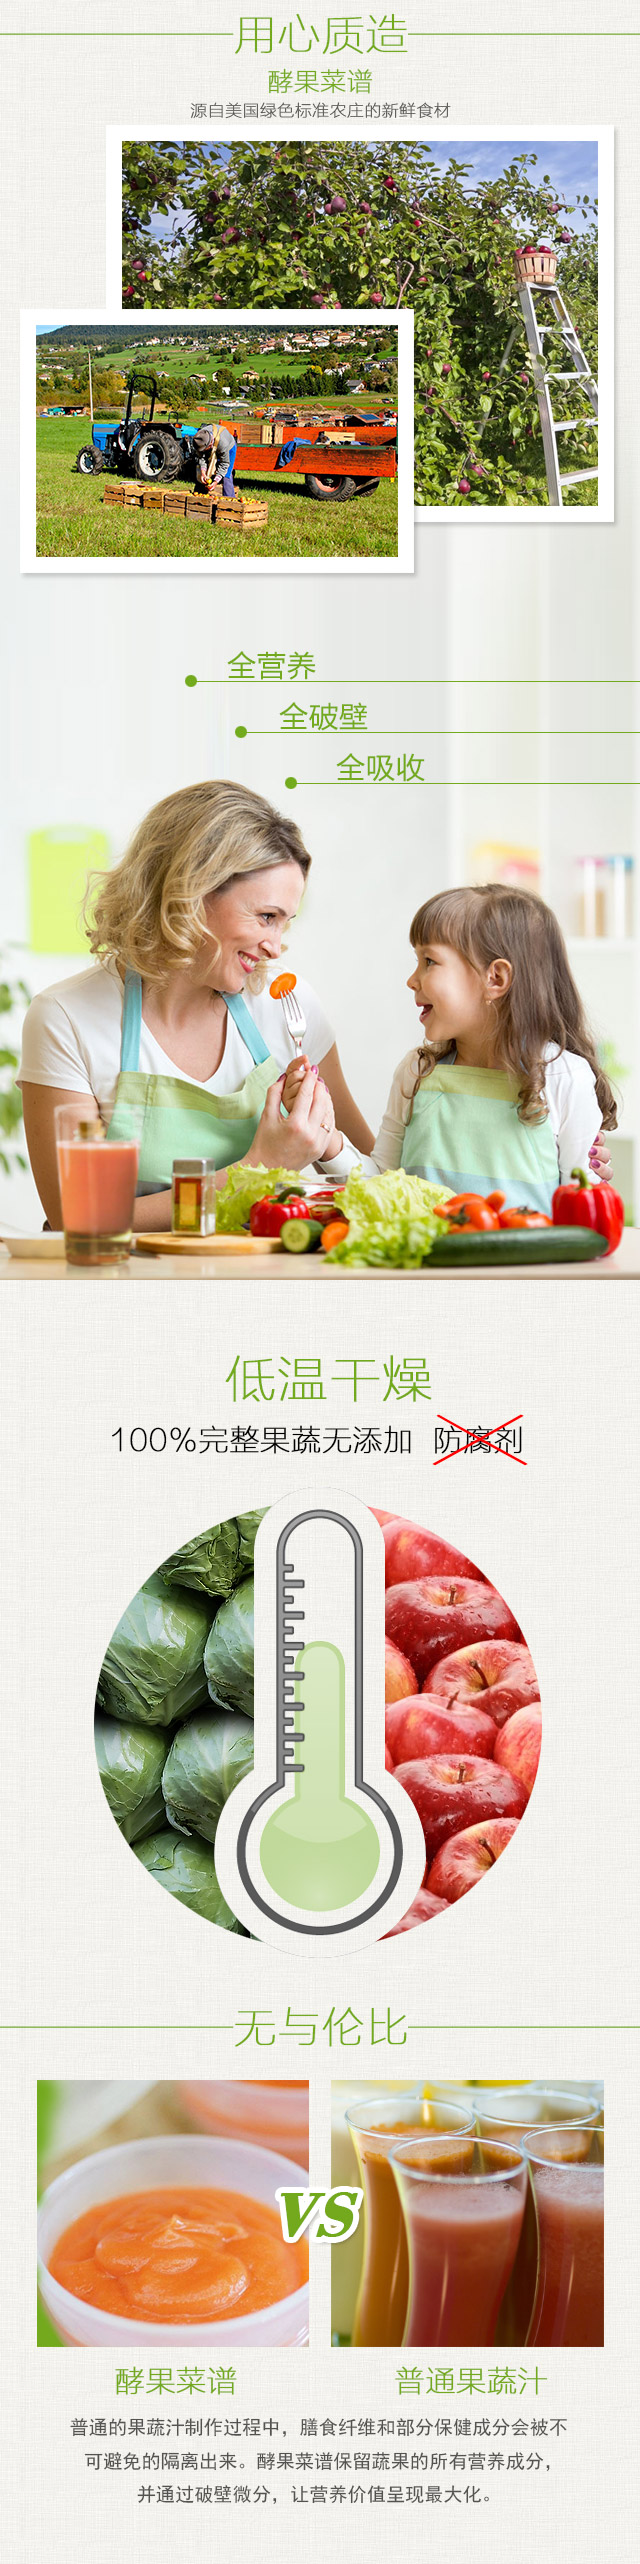 用心质造
酵果菜谱
源自美国绿色标准农庄的新鲜食材
全营养
全破壁
全吸收
低温干燥
100%完整果蔬无添加 防腐剂
无与伦比
VS
酵果菜谱 普通果蔬汁
普通的果蔬汁制作过程中，膳食纤维和部分保健成分会被不
可避免的隔离出来。酵果菜谱保留蔬果的所有营养成分，
并通过破壁微分，让营养价值呈现最大化。